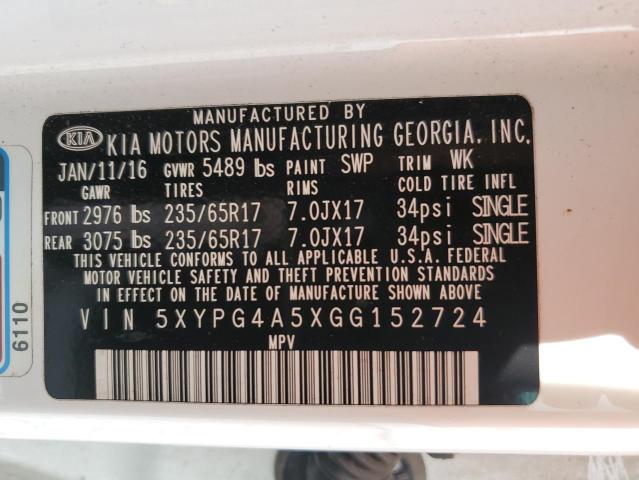 MANUFACTURED BY
KIA KIA MOTORS MANUFACTURING GEORGIA, INC.
JAN/11/16 GVWR 5489 lbs PAINT SWP TRIM WK
GAWR TIRES RIMS COLD TIRE INFL
FRONT 2976 lbs 235/65R17 7.0JX17 34psi SINGLE
REAR 3075 lbs 235/65R17 7.0JX17 34psi SINGLE
THIS VEHICLE CONFORMS TO ALL APPLICABLE U.S.A. FEDERAL
MOTOR VEHICLE SAFETY AND THEFT PREVENTION STANDARDS
IN EFFECT ON THE DATE OF MANUFACTURE SHOWN ABOVE.
VIN 5XYPG4A5XGG152724
MPV
6110